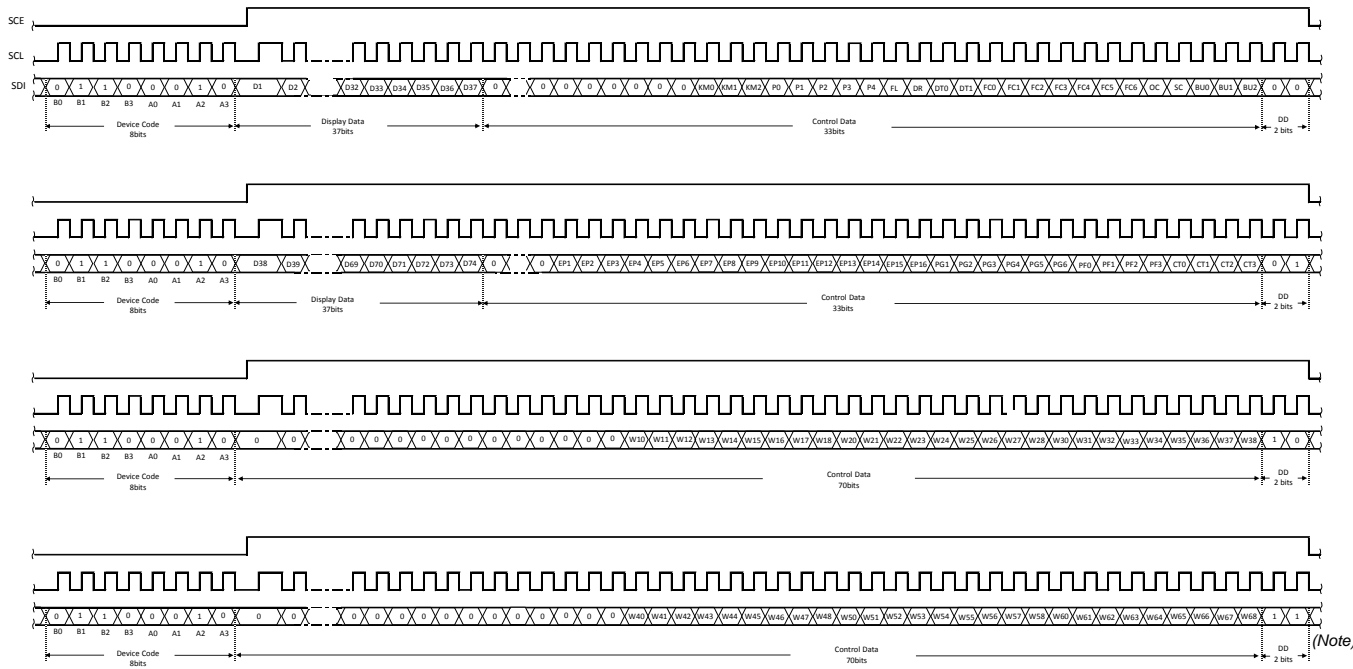 SCE
SCL
SDI 0 1 1 0 0 0 1 0 D1 D2 D32 D33 D34 D35 D36 D37 0 0 0 0 0 0 0 0 KM0 KM1 KM2 P0 P1 P2 P3 P4 FL DR DT0 DT1 FC0 FC1 FC2 FC3 FC4 FC5 FC6 OC SC BU0 BU1 BU2 0 0
B0 B1 B2 B3 A0 A1 A2 A3
Device Code Display Data Control Data DD
8bits 37bits 33bits 2 bits
0 1 1 0 0 0 1 0 D38 D39 D69 D70 D71 D72 D73 D74 0 0 EP1 EP2 EP3 EP4 EP5 EP6 EP7 EP8 EP9 EP10 EP11 EP12 EP13 EP14 EP15 EP16 PG1 PG2 PG3 PG4 PG5 PG6 PF0 PF1 PF2 PF3 CT0 CT1 CT2 CT3 0 1
B0 B1 B2 B3 A0 A1 A2 A3
Device Code Display Data Control Data DD
8bits 37bits 33bits 2 bits
0 1 1 0 0 0 1 0 0 0 0 0 0 0 0 0 0 0 0 0 0 0 W10 W11 W12 W13 W14 W15 W16 W17 W18 W20 W21 W22 W23 W24 W25 W26 W27 W28 W30 W31 W32 W33 W34 W35 W36 W37 W38 1 0
B0 B1 B2 B3 A0 A1 A2 A3
Device Code Control Data DD
8bits 70bits 2 bits
0 1 1 0 0 0 1 0 0 0 0 0 0 0 0 0 0 0 0 0 0 0 W40 W41 W42 W43 W44 W45 W46 W47 W48 W50 W51 W52 W53 W54 W55 W56 W57 W58 W60 W61 W62 W63 W64 W65 W66 W67 W68 1 1
B0 B1 B2 B3 A0 A1 A2 A3
Device Code Control Data DD (Note)
8bits 70bits 2 bits